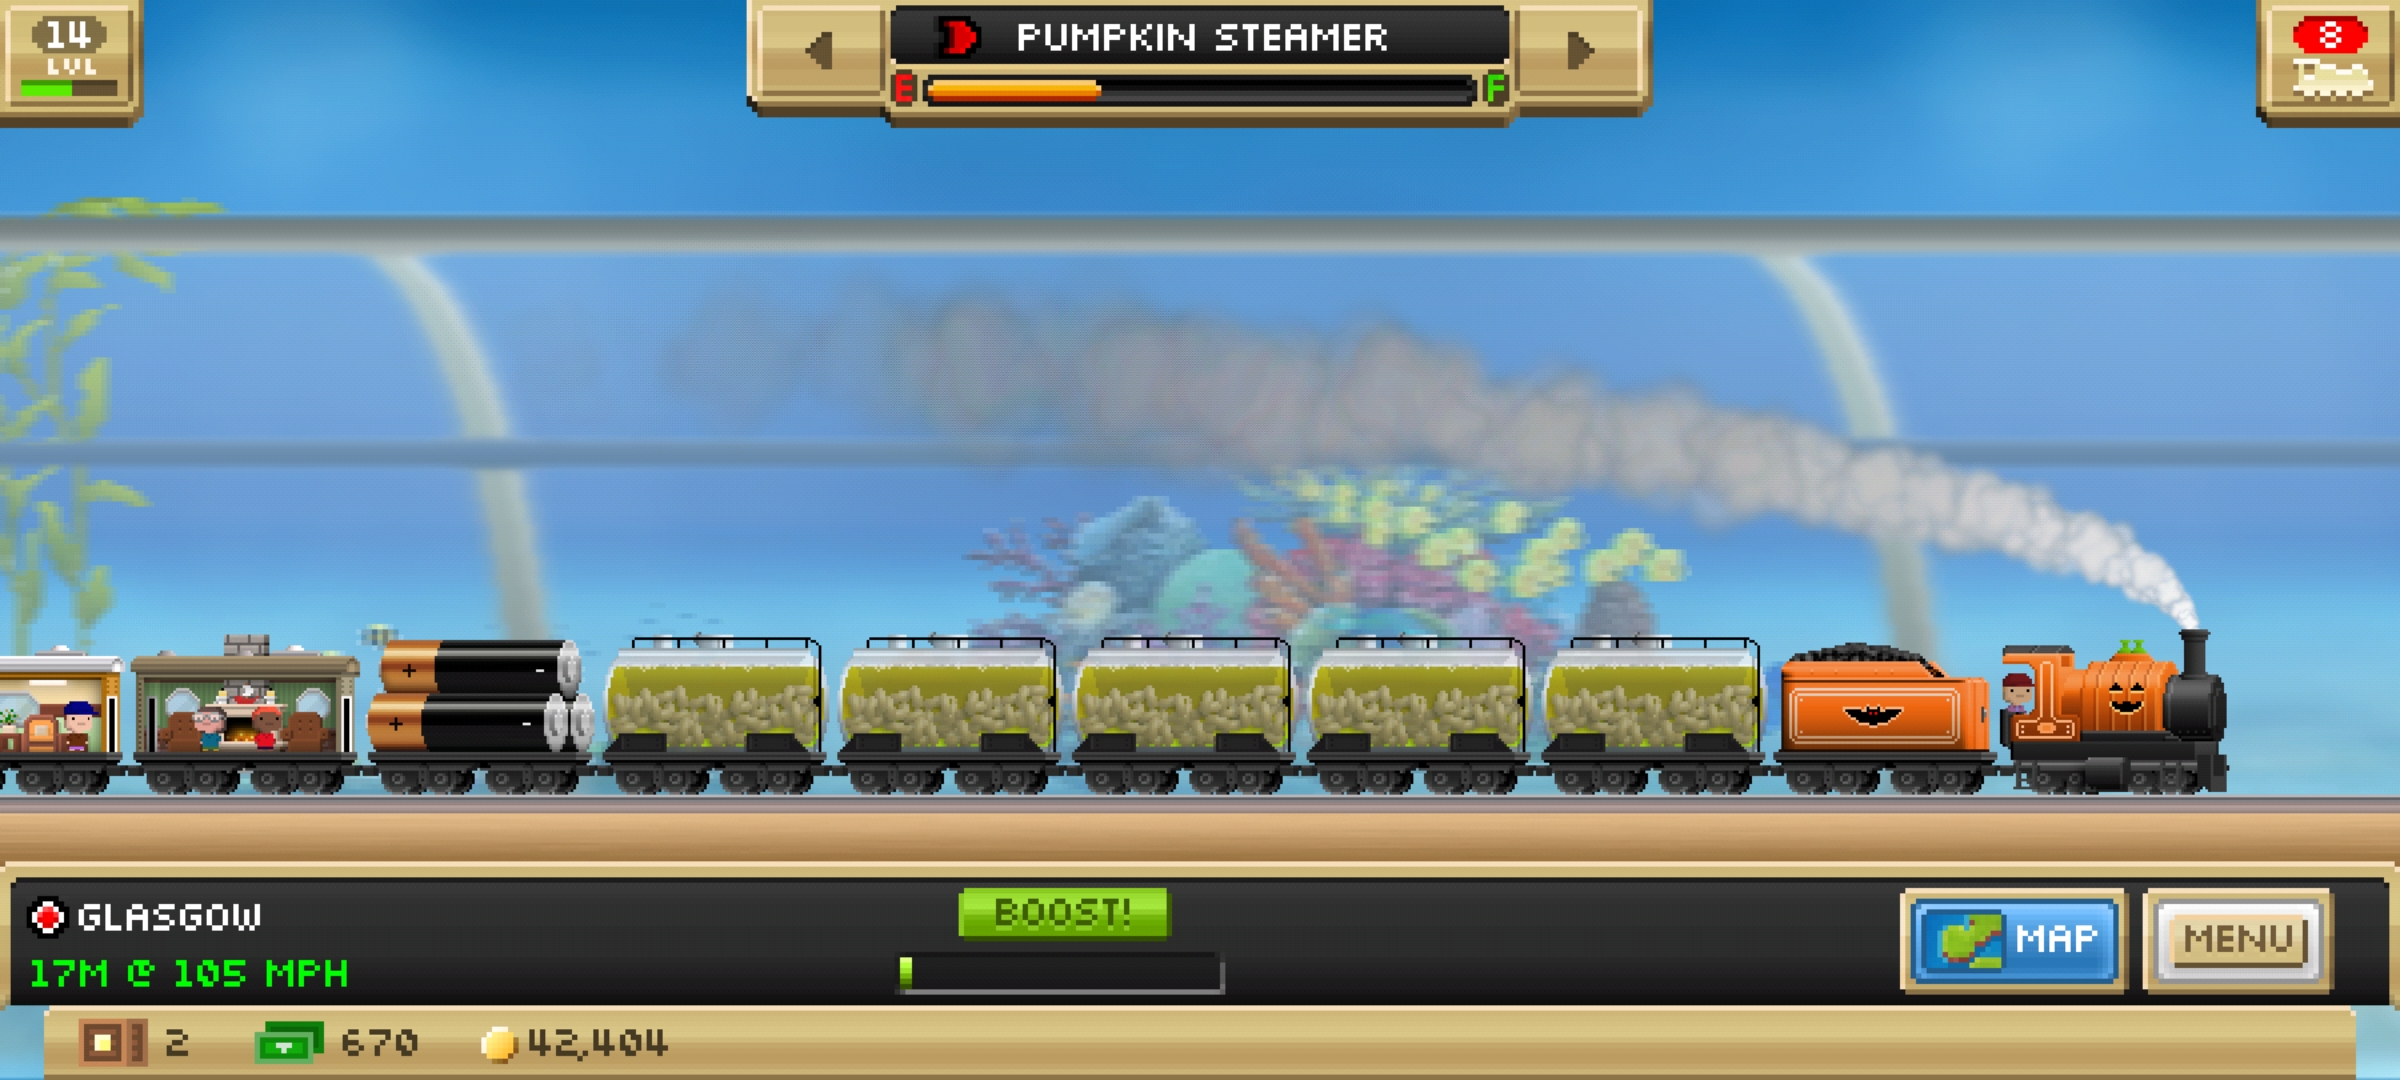 14
LVL
PUMPKIN STEAMER
E F
8
+ -
+ -
GLASGOW
17M @ 105 MPH
BOOST!
MAP
MENU
2 670 42,404